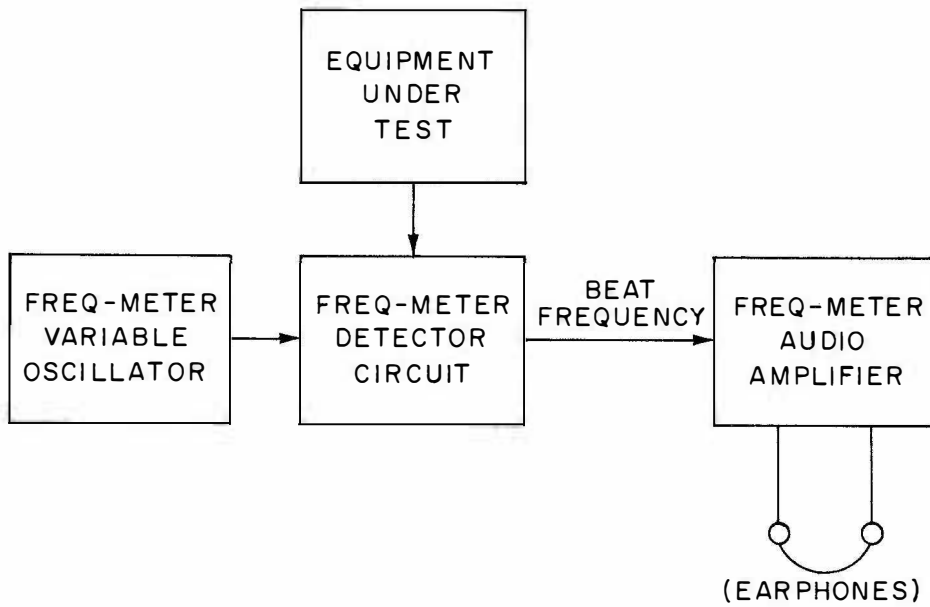 EQUIPMENT
UNDER
TEST
FREQ-METER
VARIABLE
OSCILLATOR
FREQ-METER
DETECTOR
CIRCUIT
BEAT
FREQUENCY
FREQ-METER
AUDIO
AMPLIFIER
(EARPHONES)